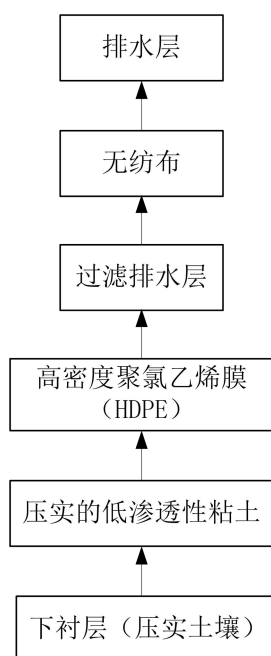 排水层
无纺布
过滤排水层
高密度聚氯乙烯膜
（HDPE）
压实的低渗透性粘土
下衬层（压实土壤）